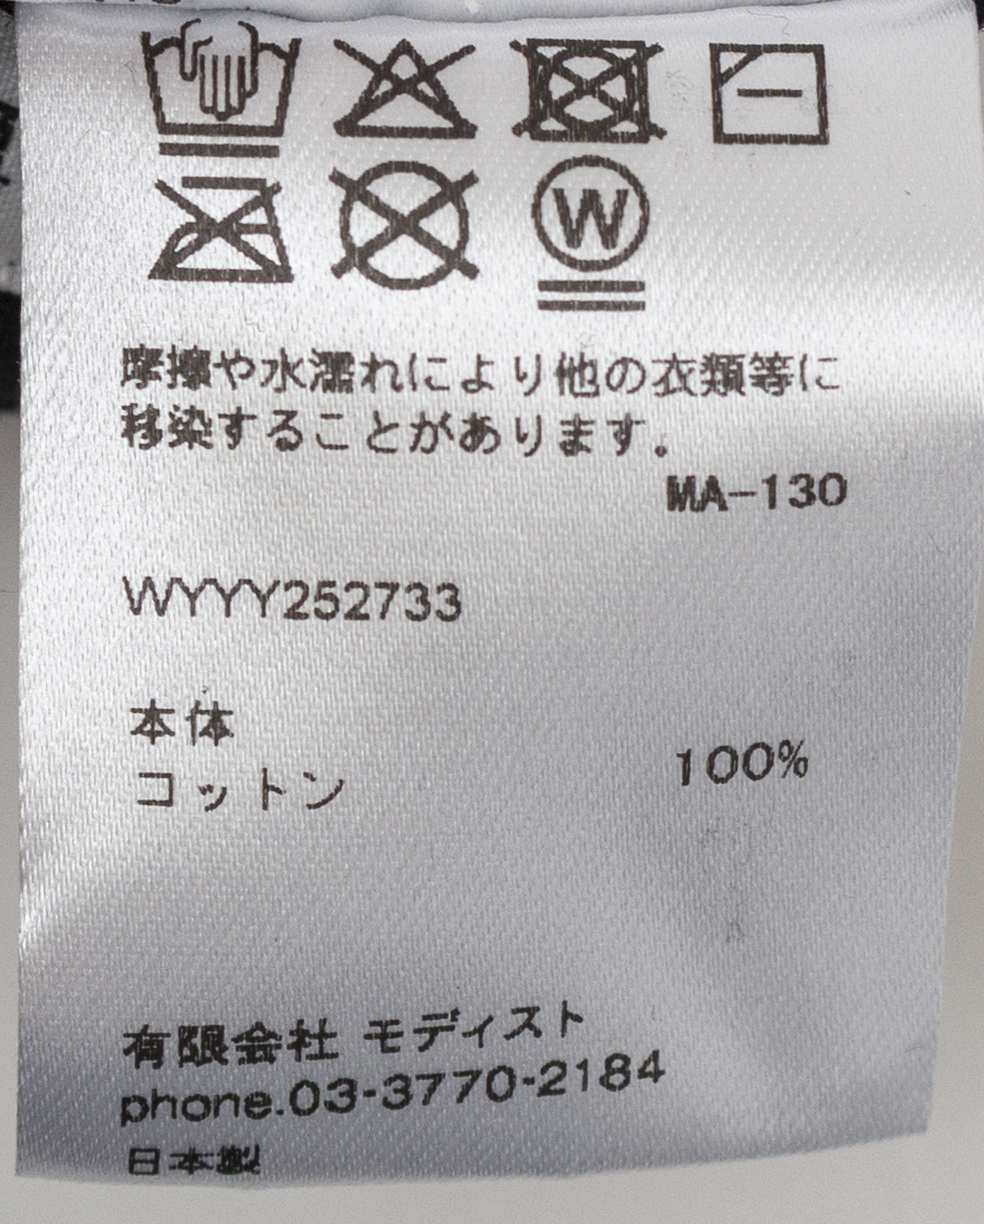 W
摩擦や水濡れにより他の衣類等に
移染することがあります。
MA-130
WYYY252733
本体
コットン 100%
有限会社 モディスト
phone.03-3770-2184
日本製